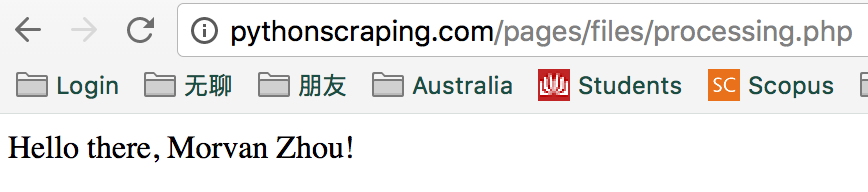 pythonscraping.com/pages/files/processing.php
Login 无聊 朋友 Australia Students SC Scopus
Hello there, Morvan Zhou!